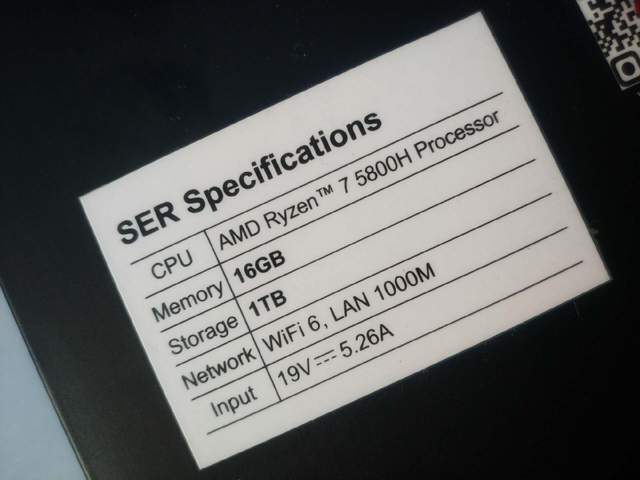 SER Specifications
CPU AMD Ryzen™ 7 5800H Processor
Memory 16GB
Storage 1TB
Network WiFi 6, LAN 1000M
Input 19V⎓5.26A